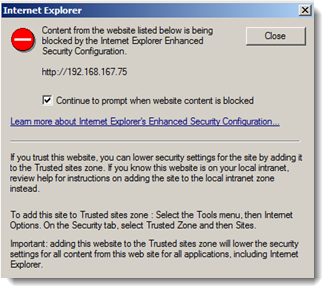 Internet Explorer
Content from the website listed below is being
blocked by the Internet Explorer Enhanced
Security Configuration.
Close
http://192.168.167.75
Continue to prompt when website content is blocked
Learn more about Internet Explorer's Enhanced Security Configuration...
If you trust this website, you can lower security settings for the site by adding it
to the Trusted sites zone. If you know this website is on your local intranet,
review help for instructions on adding the site to the local intranet zone
instead.
To add this site to Trusted sites zone : Select the Tools menu, then Internet
Options. On the Security tab, select Trusted Zone and then Sites.
Important: adding this website to the Trusted sites zone will lower the security
settings for all content from this web site for all applications, including Internet
Explorer.